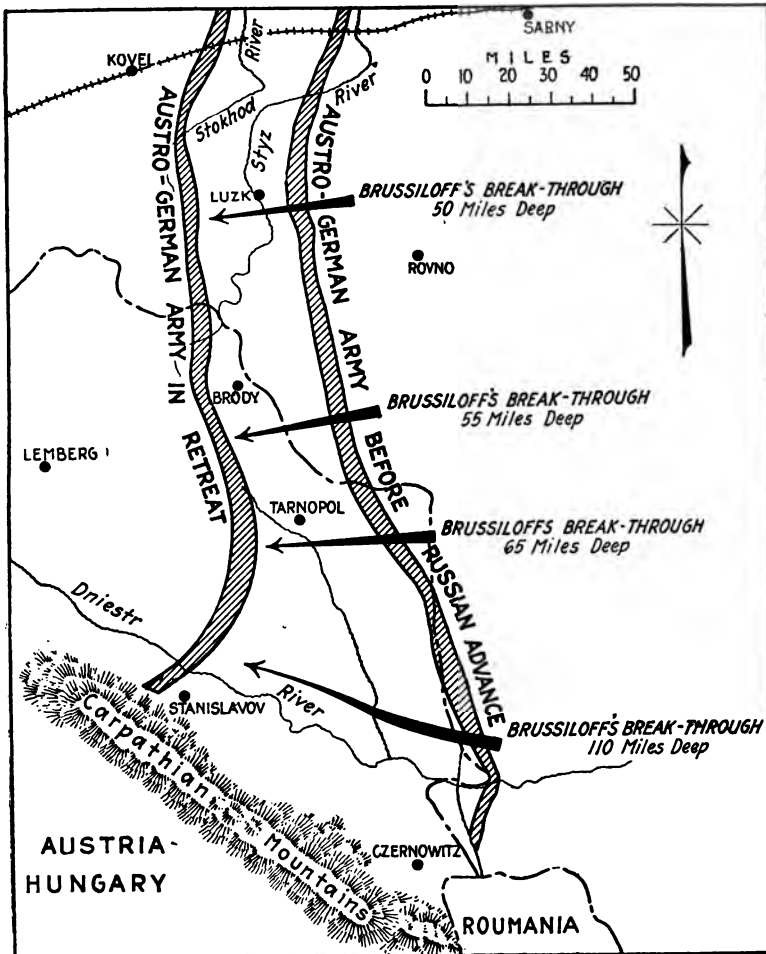 SARNY
KOVEL
River
MILES
0 10 20 30 40 50
River
Stokhod
Styz
AUSTRO-GERMAN ARMY IN RETREAT
AUSTRO-GERMAN ARMY BEFORE RUSSIAN ADVANCE
LUZK
BRUSSILOFF'S BREAK-THROUGH
50 Miles Deep
ROVNO
BRODY
BRUSSILOFF'S BREAK-THROUGH
55 Miles Deep
LEMBERG
TARNOPOL
BRUSSILOFFS BREAK-THROUGH
65 Miles Deep
Dniestr
River
STANISLAVOV
BRUSSILOFF'S BREAK-THROUGH
110 Miles Deep
Carpathian
Mountains
CZERNOWITZ
AUSTRIA-
HUNGARY
ROUMANIA